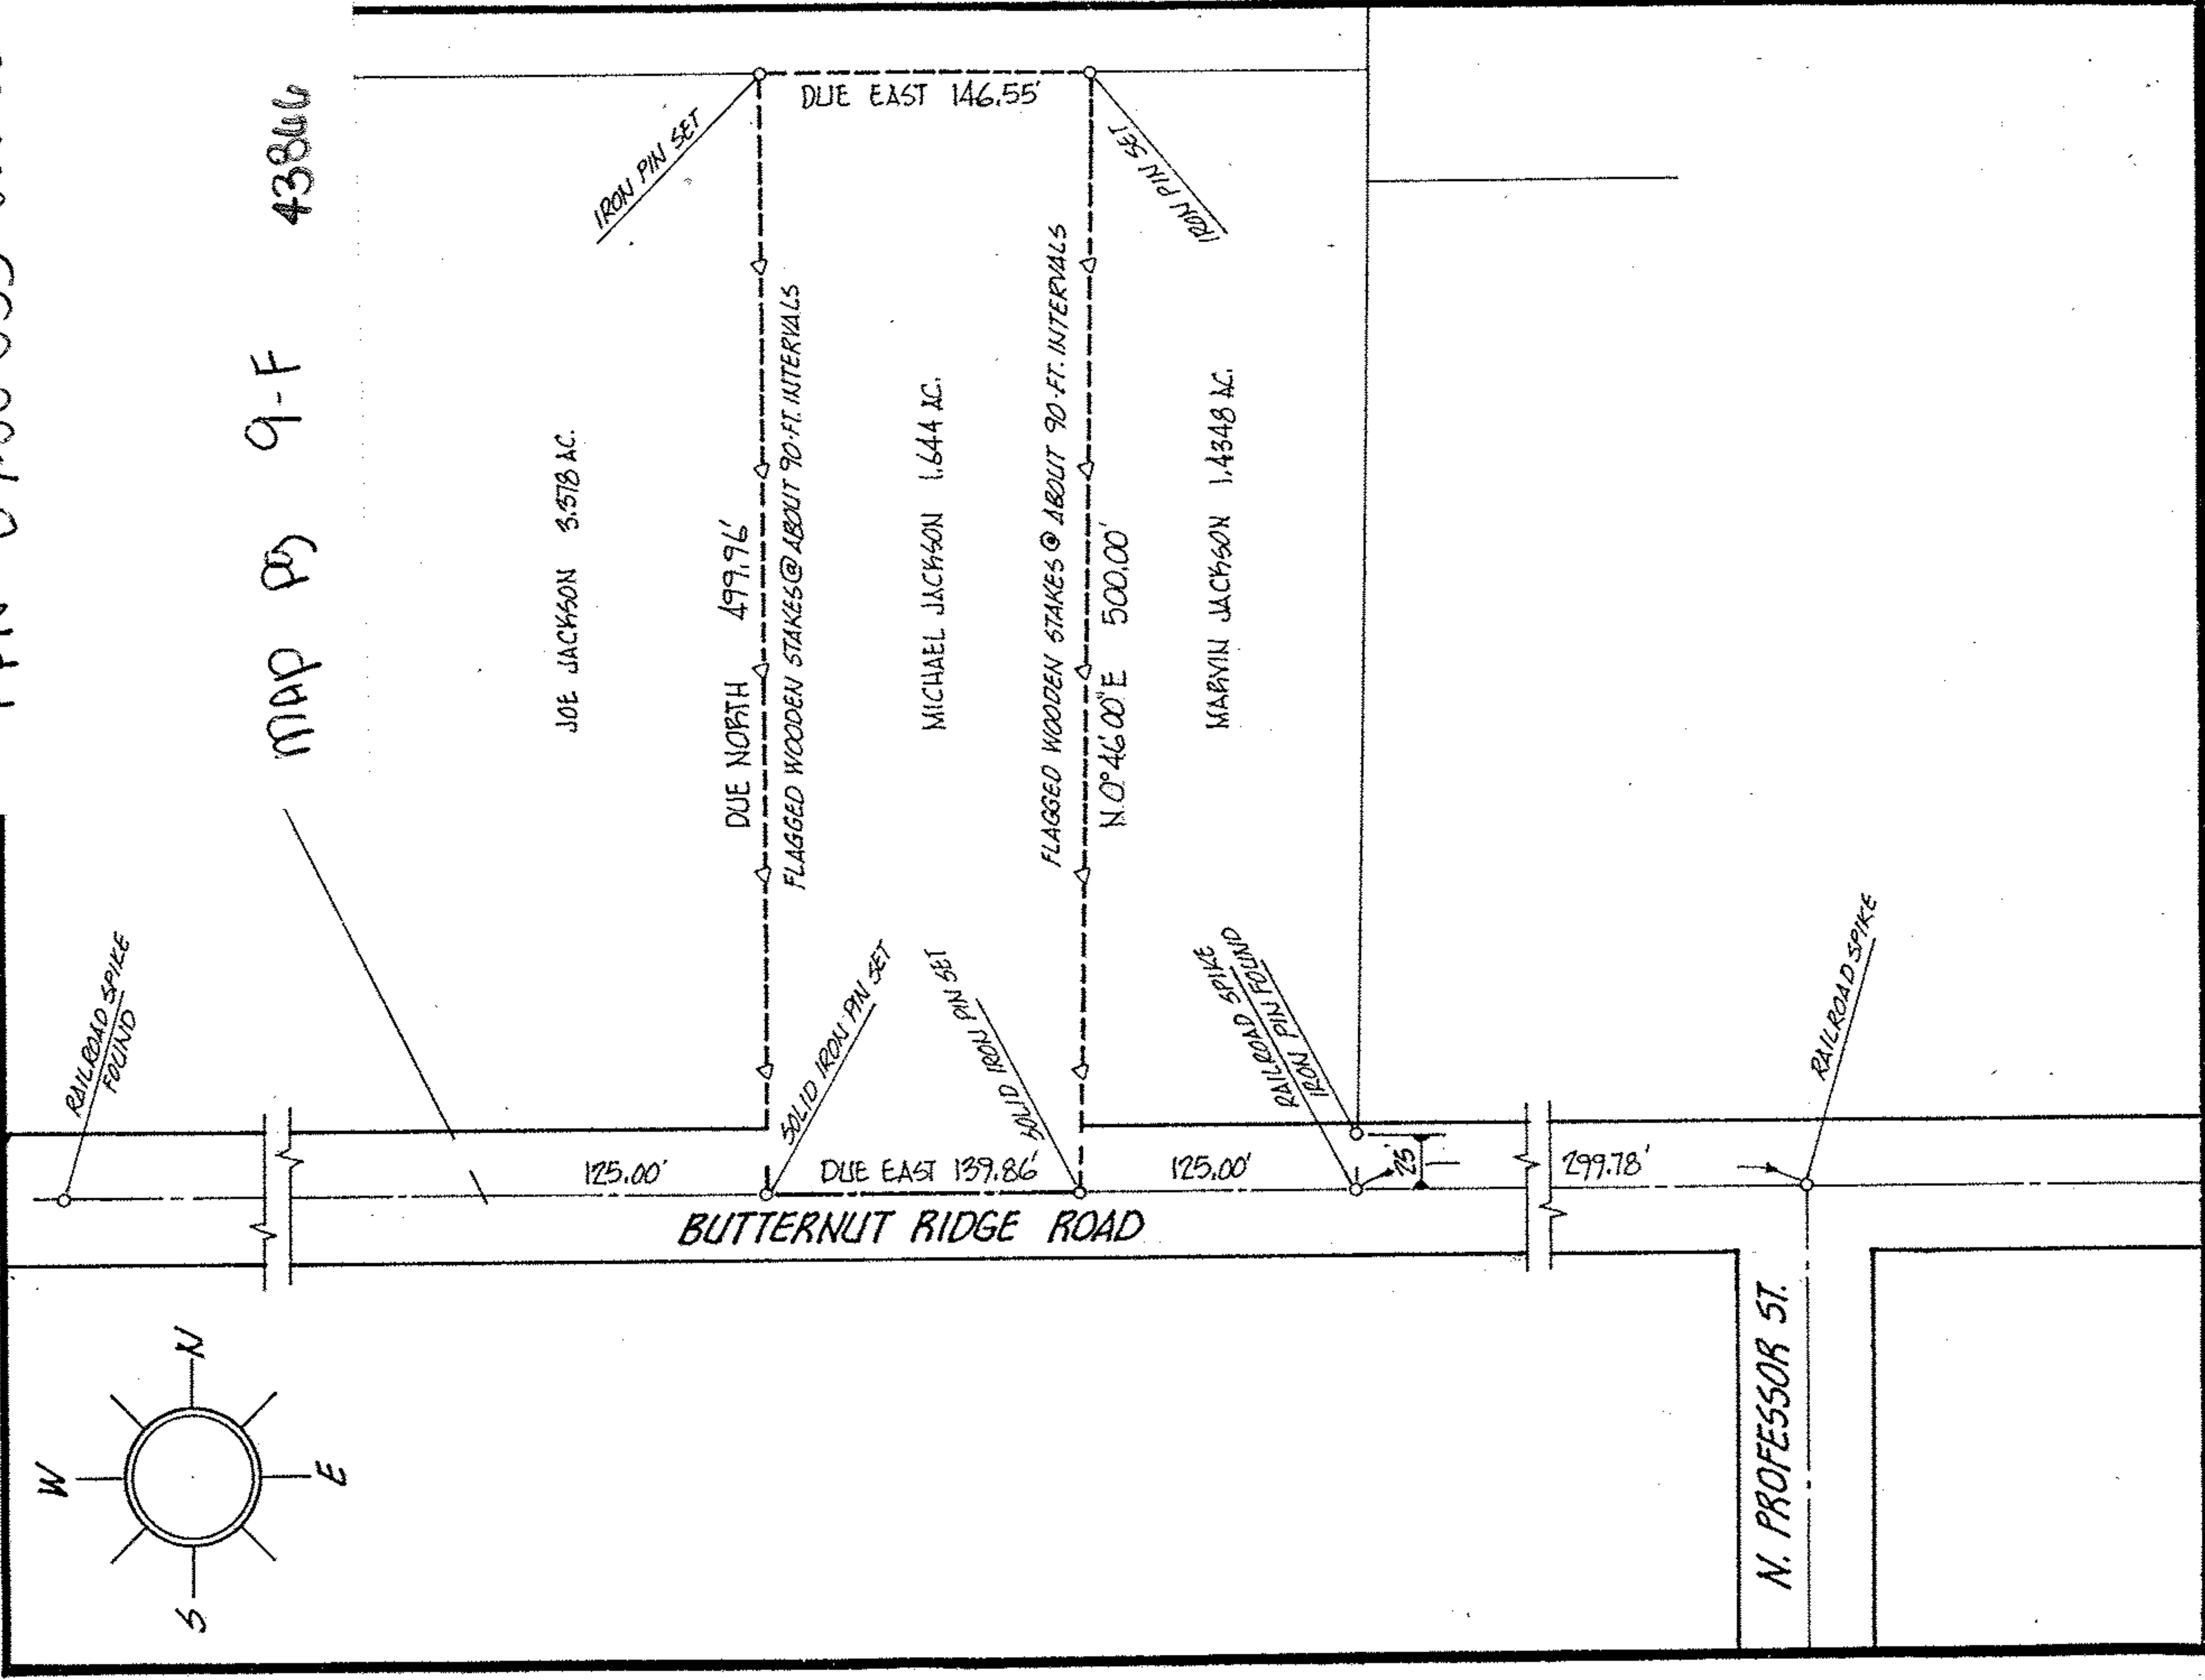 MAP pg 9-F 43866
RAILROAD SPIKE
FOUND
JOE JACKSON 3.378 AC.
IRON PIN SET
DUE NORTH 499.96'
FLAGGED WOODEN STAKES @ ABOUT 90-FT. INTERVALS
DUE EAST 146.55'
MICHAEL JACKSON 1.644 AC.
FLAGGED WOODEN STAKES @ ABOUT 90-FT. INTERVALS
N.0°46'00"E 500.00'
IRON PIN SET
MARVIN JACKSON 1.4348 AC.
SOLID IRON PIN SET
SOLID IRON PIN SET
RAILROAD SPIKE
IRON PIN FOUND
RAILROAD SPIKE
125.00'
DUE EAST 139.86'
125.00'
25'
299.78'
BUTTERNUT RIDGE ROAD
N. PROFESSOR ST.
N
W
E
S